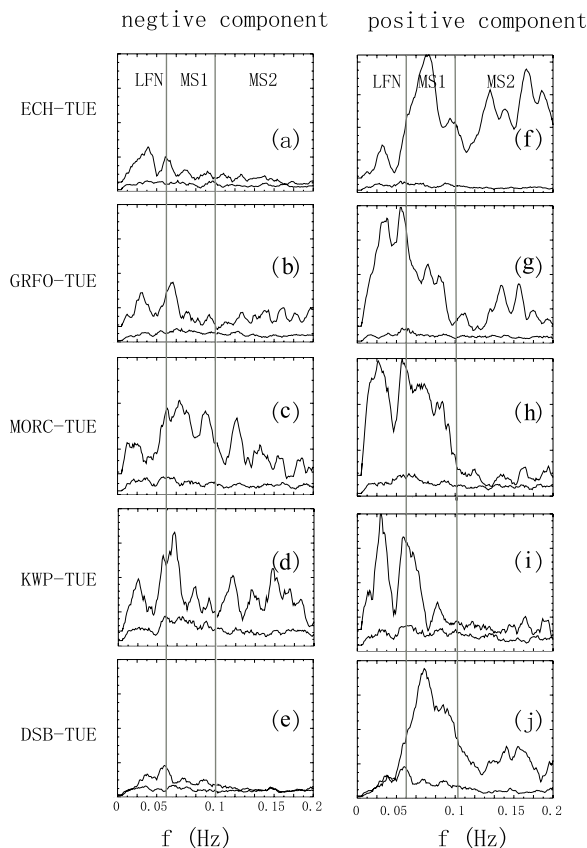 negtive component
positive component
LFN MS1 MS2
LFN MS1 MS2
ECH-TUE
(a)
(f)
GRFO-TUE
(b)
(g)
MORC-TUE
(c)
(h)
KWP-TUE
(d)
(i)
DSB-TUE
(e)
(j)
0 0.05 0.1 0.15 0.2
0 0.05 0.1 0.15 0.2
f (Hz)
f (Hz)